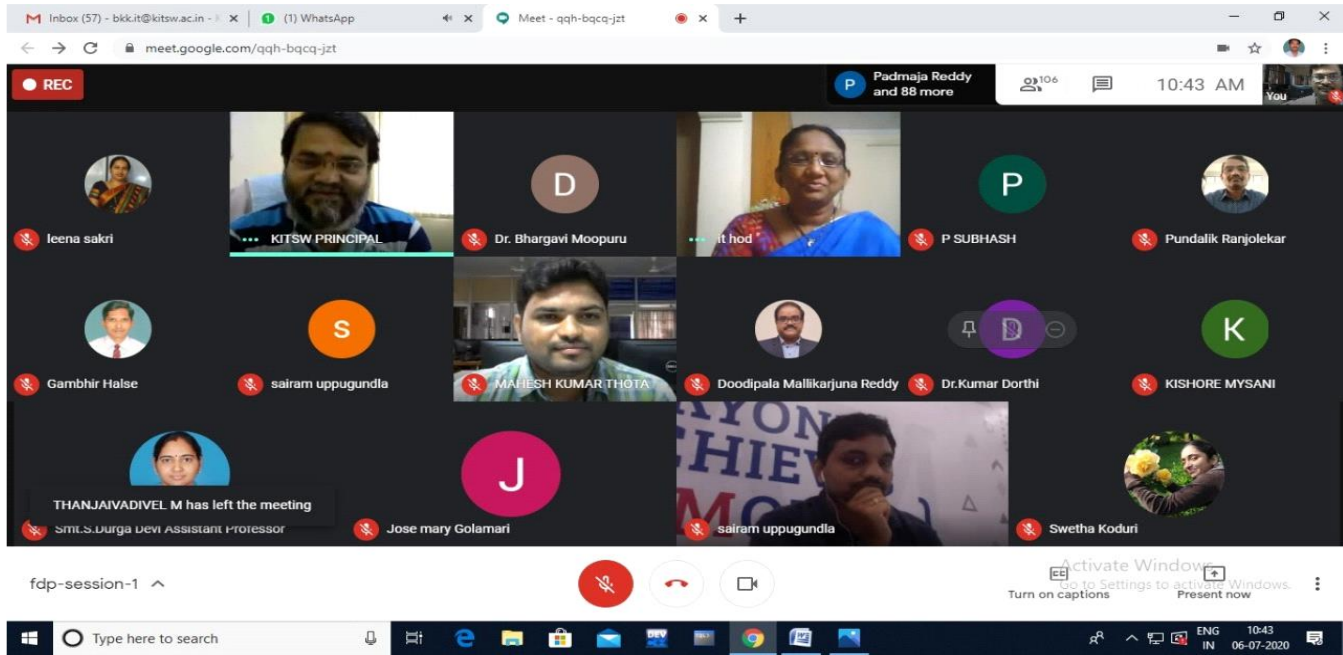 Inbox (57) - bkk.it@kitsw.ac.in -
1 (1) WhatsApp
Meet - qqh-bqcq-jzt
meet.google.com/qqh-bqcq-jzt
REC
P Padmaja Reddy
and 88 more
106
10:43 AM
You
leena sakri
KITSW PRINCIPAL
D
Dr. Bhargavi Moopuru
it hod
P
P SUBHASH
Pundalik Ranjolekar
Gambhir Halse
S
sairam uppugundla
MAHESH KUMAR THOTA
Doodipala Mallikarjuna Reddy
D
Dr.Kumar Dorthi
K
KISHORE MYSANI
THANJAIVADIVEL M has left the meeting
Smt.S.Durga Devi Assistant Professor
J
Jose mary Golamari
sairam uppugundla
Swetha Koduri
fdp-session-1
Turn on captions
Present now
Activate Windows
Go to Settings to activate Windows.
Type here to search
DEV
ENG
IN
10:43
06-07-2020